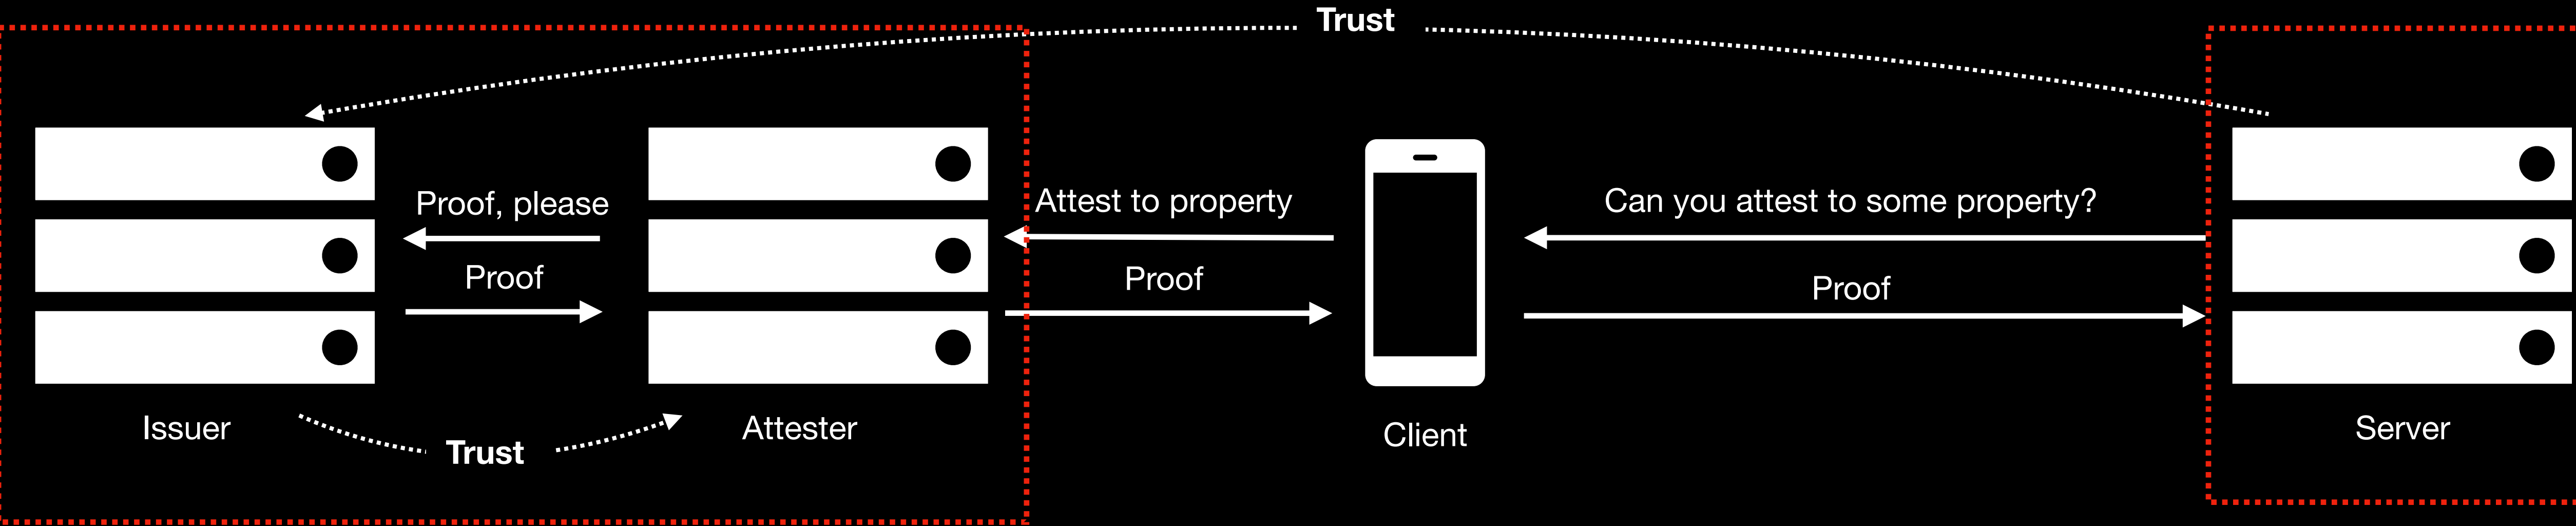 Trust
Proof, please
Proof
Attest to property
Proof
Can you attest to some property?
Proof
Issuer
Trust
Attester
Client
Server